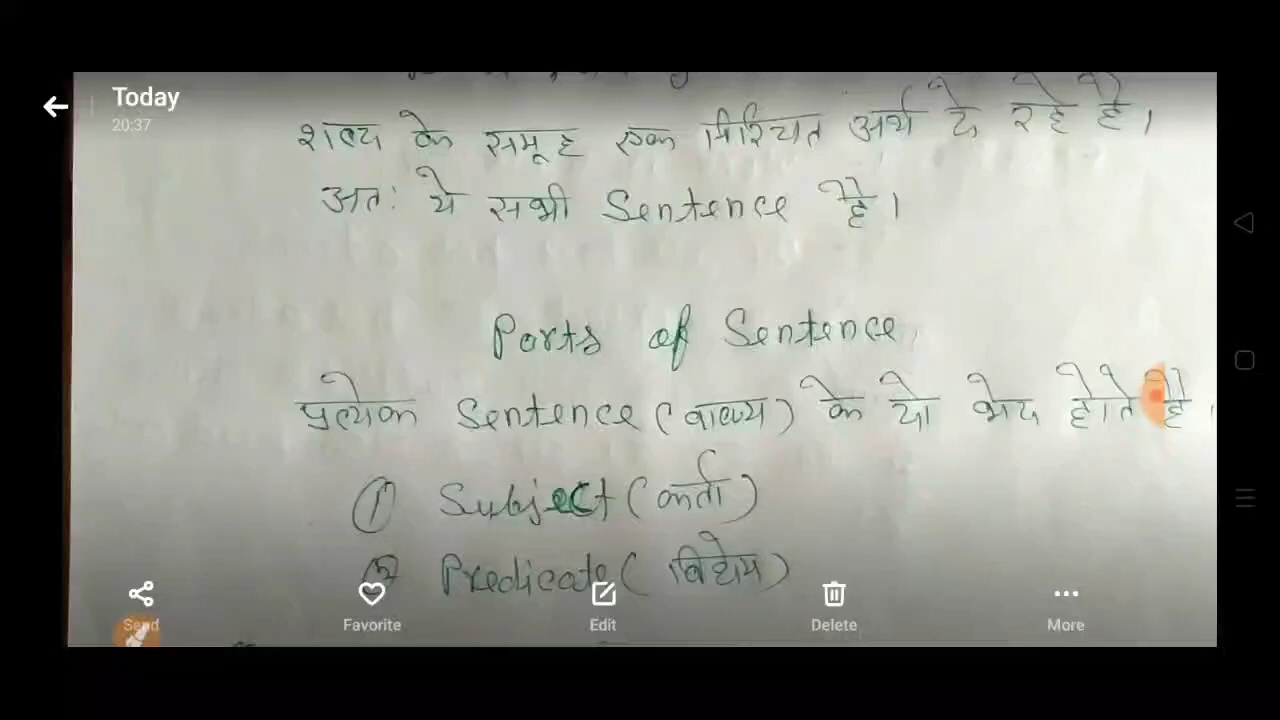 Today
20:37
शब्द के समूह एक निश्चित अर्थ दे रहे है।
अतः ये सभी Sentence है।
Parts of Sentence
प्रत्येक Sentence (वाक्य) के दो भेद होते है।
1 Subject (कर्ता)
2 Predicate (विधेय)
Send
Favorite
Edit
Delete
More